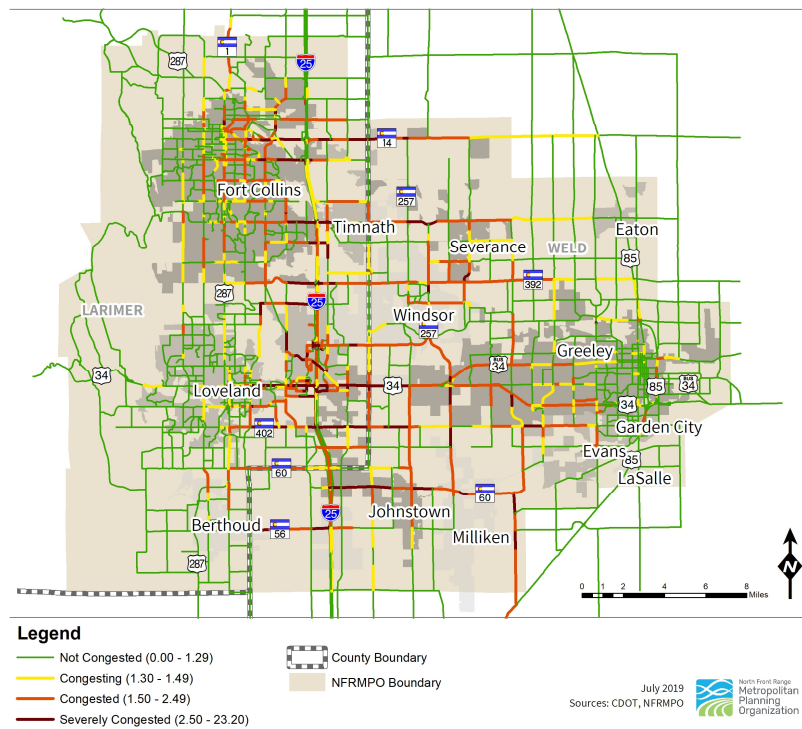 1
287
25
14
Fort Collins
257
Timnath
Severance
WELD
Eaton
85
392
287
25
LARIMER
Windsor
257
Greeley
BUS
34
34
Loveland
34
85
BUS
34
34
402
Garden City
Evans
85
60
LaSalle
60
Johnstown
25
Berthoud
56
Milliken
287
N
0 1 2 4 6 8
Miles
Legend
Not Congested (0.00 - 1.29)
Congesting (1.30 - 1.49)
Congested (1.50 - 2.49)
Severely Congested (2.50 - 23.20)
County Boundary
NFRMPO Boundary
July 2019
Sources: CDOT, NFRMPO
North Front Range
Metropolitan
Planning
Organization